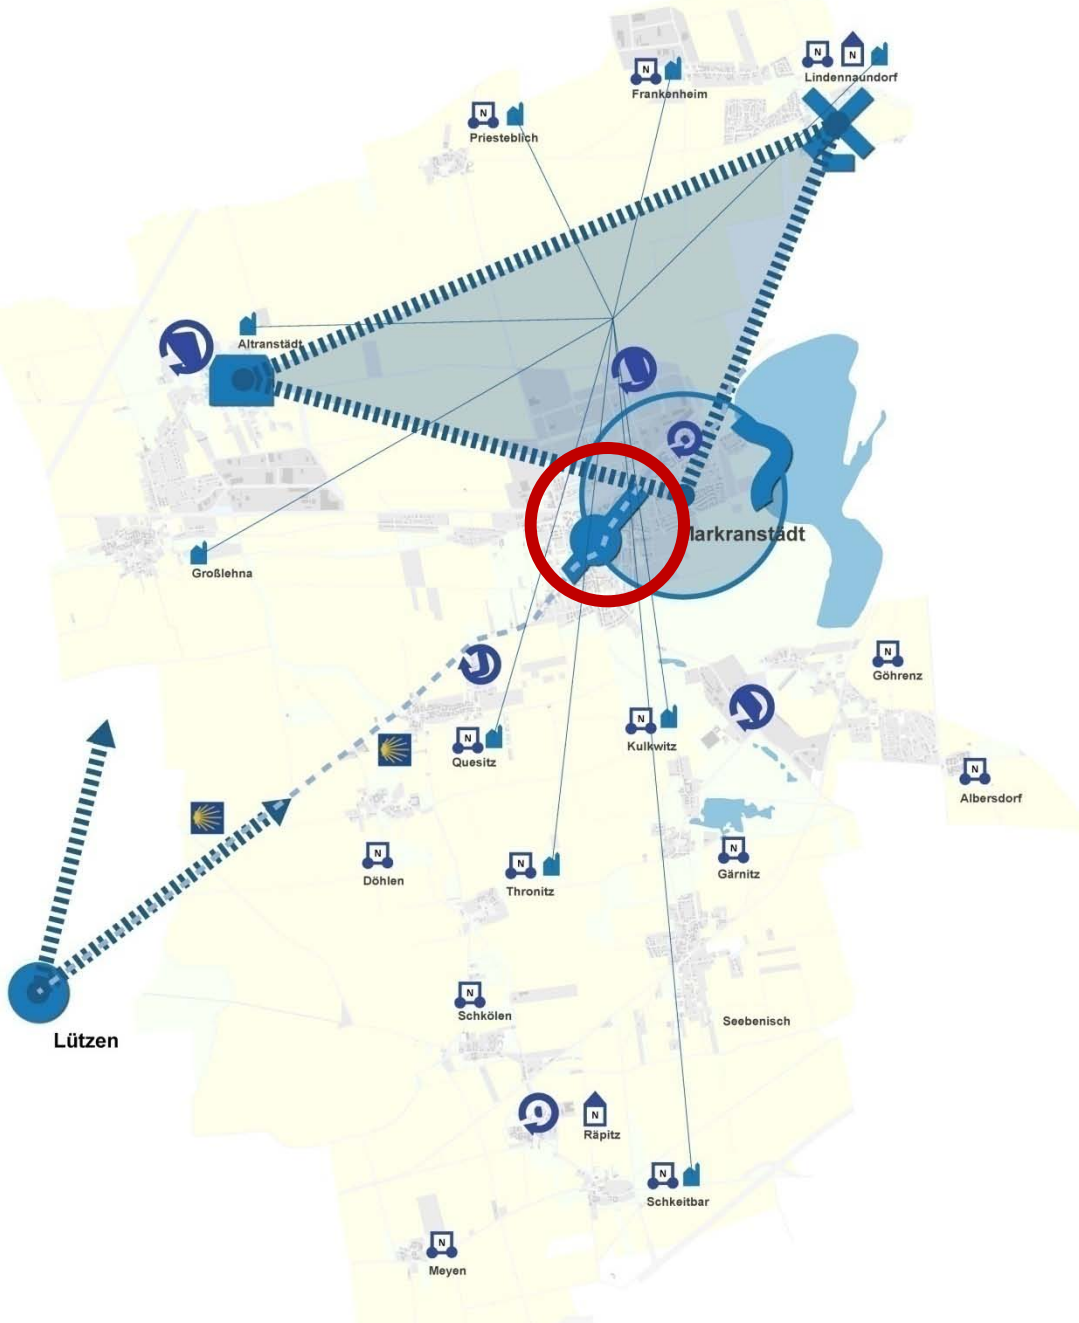 N N
Lindennaundorf
N
Frankenheim
N
Priesteblich
Altranstädt
Markranstädt
Großlehna
N
Göhrenz
N
Quesitz
N
Kulkwitz
N
Albersdorf
N
Döhlen
N
Thronitz
N
Gärnitz
N
Schkölen
Seebenisch
Lützen
N
Räpitz
N
Schkeitbar
N
Meyen